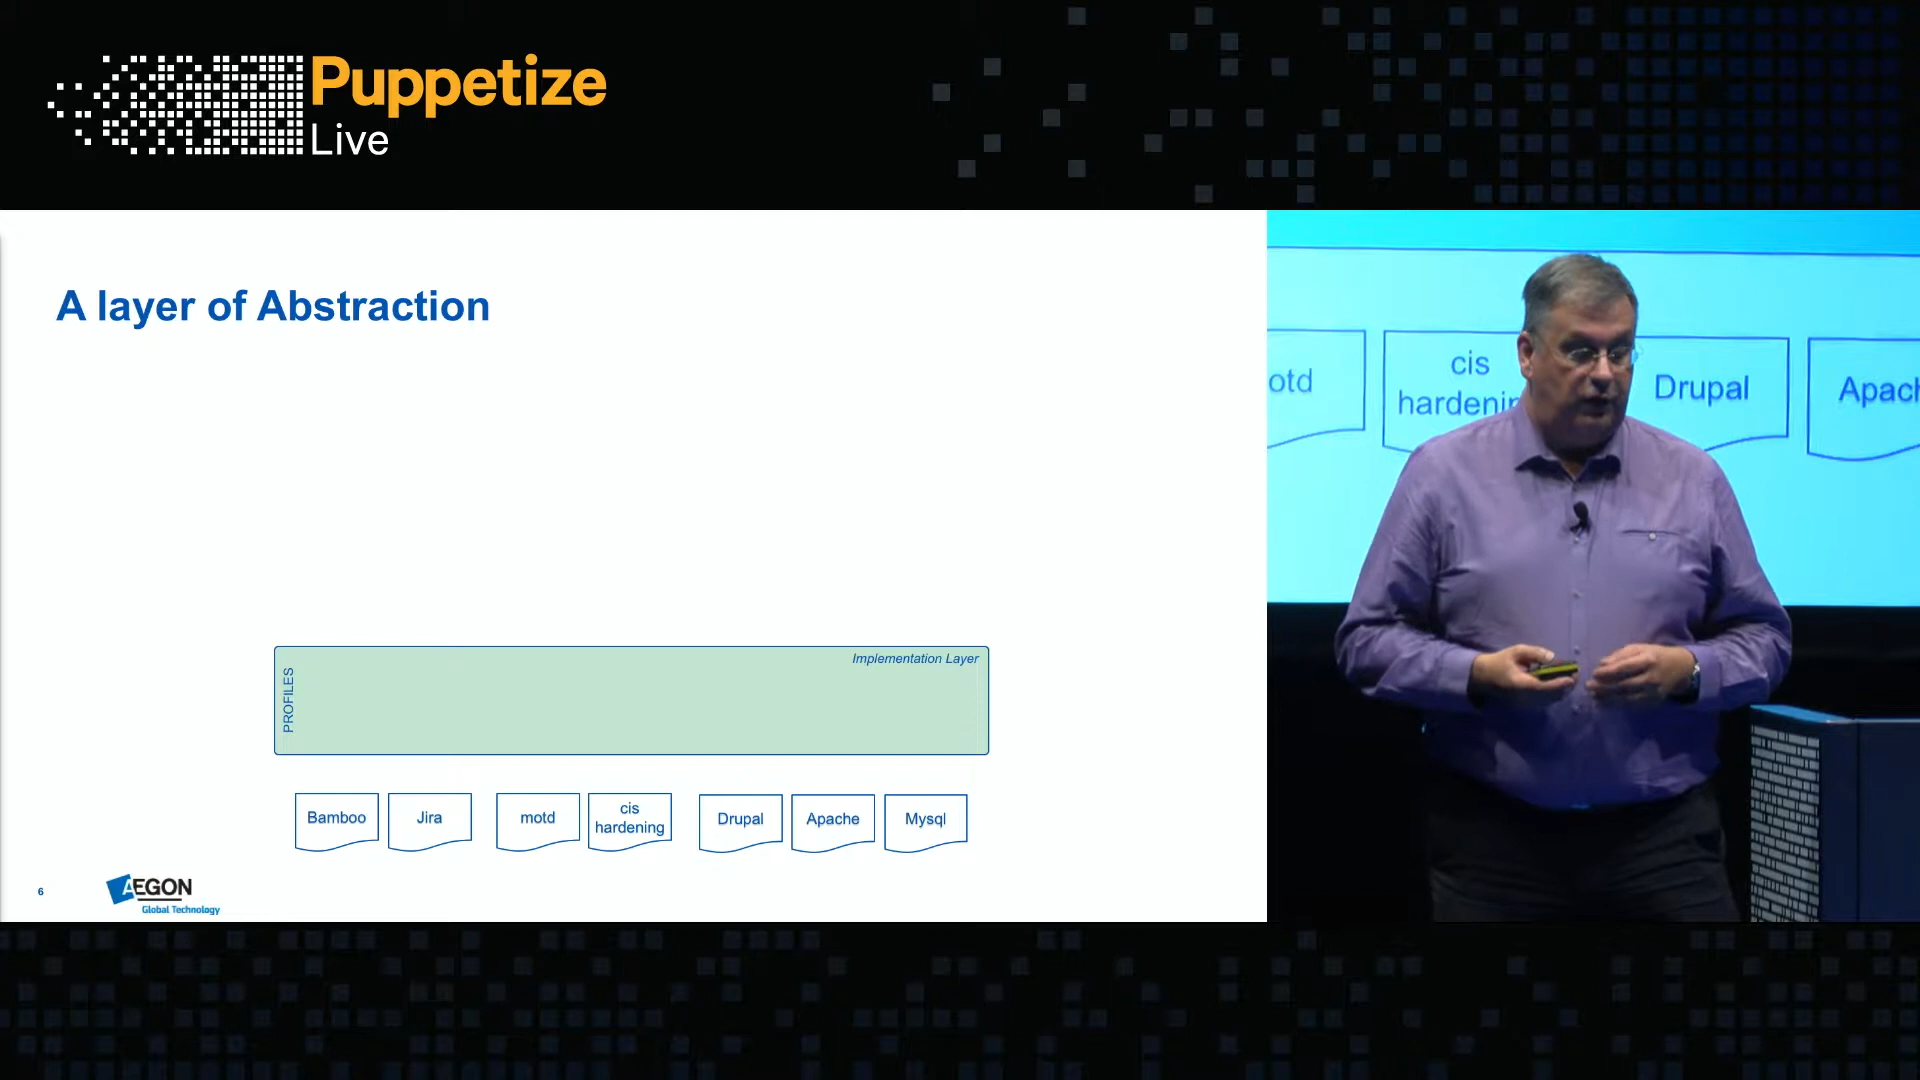 Puppetize
Live
A layer of Abstraction
Implementation Layer
PROFILES
Bamboo
Jira
motd
cis
hardening
Drupal
Apache
Mysql
6
AEGON
Global Technology
otd
cis
hardenin
Drupal
Apach